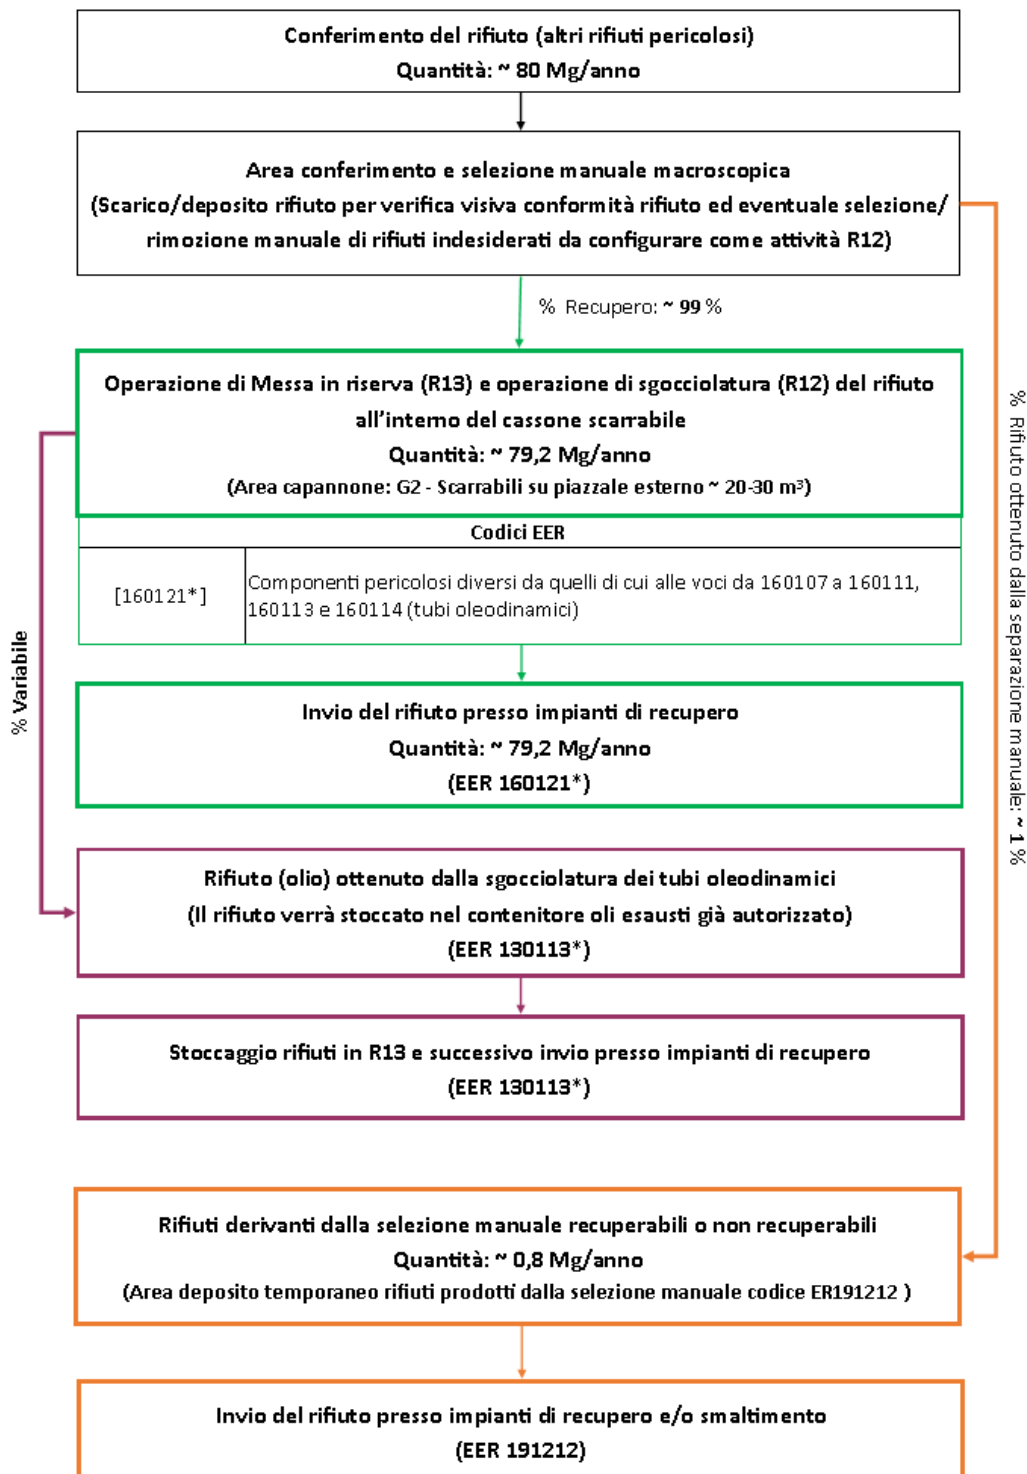 Conferimento del rifiuto (altri rifiuti pericolosi)
Quantità: ~ 80 Mg/anno
Area conferimento e selezione manuale macroscopica
(Scarico/deposito rifiuto per verifica visiva conformità rifiuto ed eventuale selezione/
rimozione manuale di rifiuti indesiderati da configurare come attività R12)
% Recupero: ~ 99 %
Operazione di Messa in riserva (R13) e operazione di sgocciolatura (R12) del rifiuto
all'interno del cassone scarrabile
Quantità: ~ 79,2 Mg/anno
(Area capannone: G2 - Scarrabili su piazzale esterno ~ 20-30 m³)
Codici EER
[160121*]
Componenti pericolosi diversi da quelli di cui alle voci da 160107 a 160111,
160113 e 160114 (tubi oleodinamici)
% Variabile
% Rifiuto ottenuto dalla separazione manuale: ~ 1 %
Invio del rifiuto presso impianti di recupero
Quantità: ~ 79,2 Mg/anno
(EER 160121*)
Rifiuto (olio) ottenuto dalla sgocciolatura dei tubi oleodinamici
(Il rifiuto verrà stoccato nel contenitore oli esausti già autorizzato)
(EER 130113*)
Stoccaggio rifiuti in R13 e successivo invio presso impianti di recupero
(EER 130113*)
Rifiuti derivanti dalla selezione manuale recuperabili o non recuperabili
Quantità: ~ 0,8 Mg/anno
(Area deposito temporaneo rifiuti prodotti dalla selezione manuale codice ER191212 )
Invio del rifiuto presso impianti di recupero e/o smaltimento
(EER 191212)